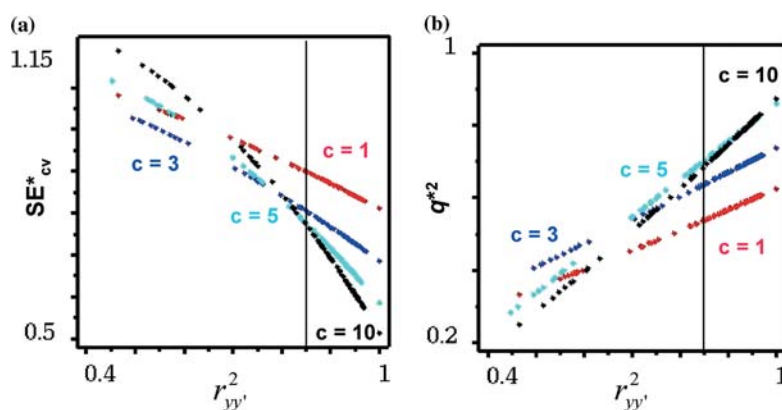 (a)
(b)
1.15
SE*cv
0.5
c = 1
c = 3
c = 5
c = 10
0.4
r²yy'
1
1
q*²
0.2
c = 10
c = 5
c = 3
c = 1
0.4
r²yy'
1